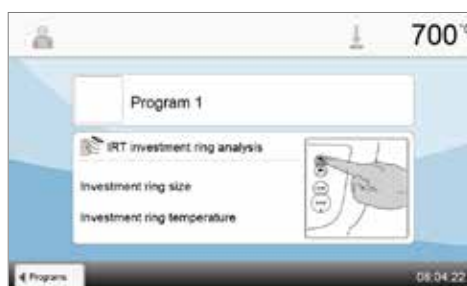 700°C
Program 1
IRT investment ring analysis
Investment ring size
Investment ring temperature
Programs
08:04:22